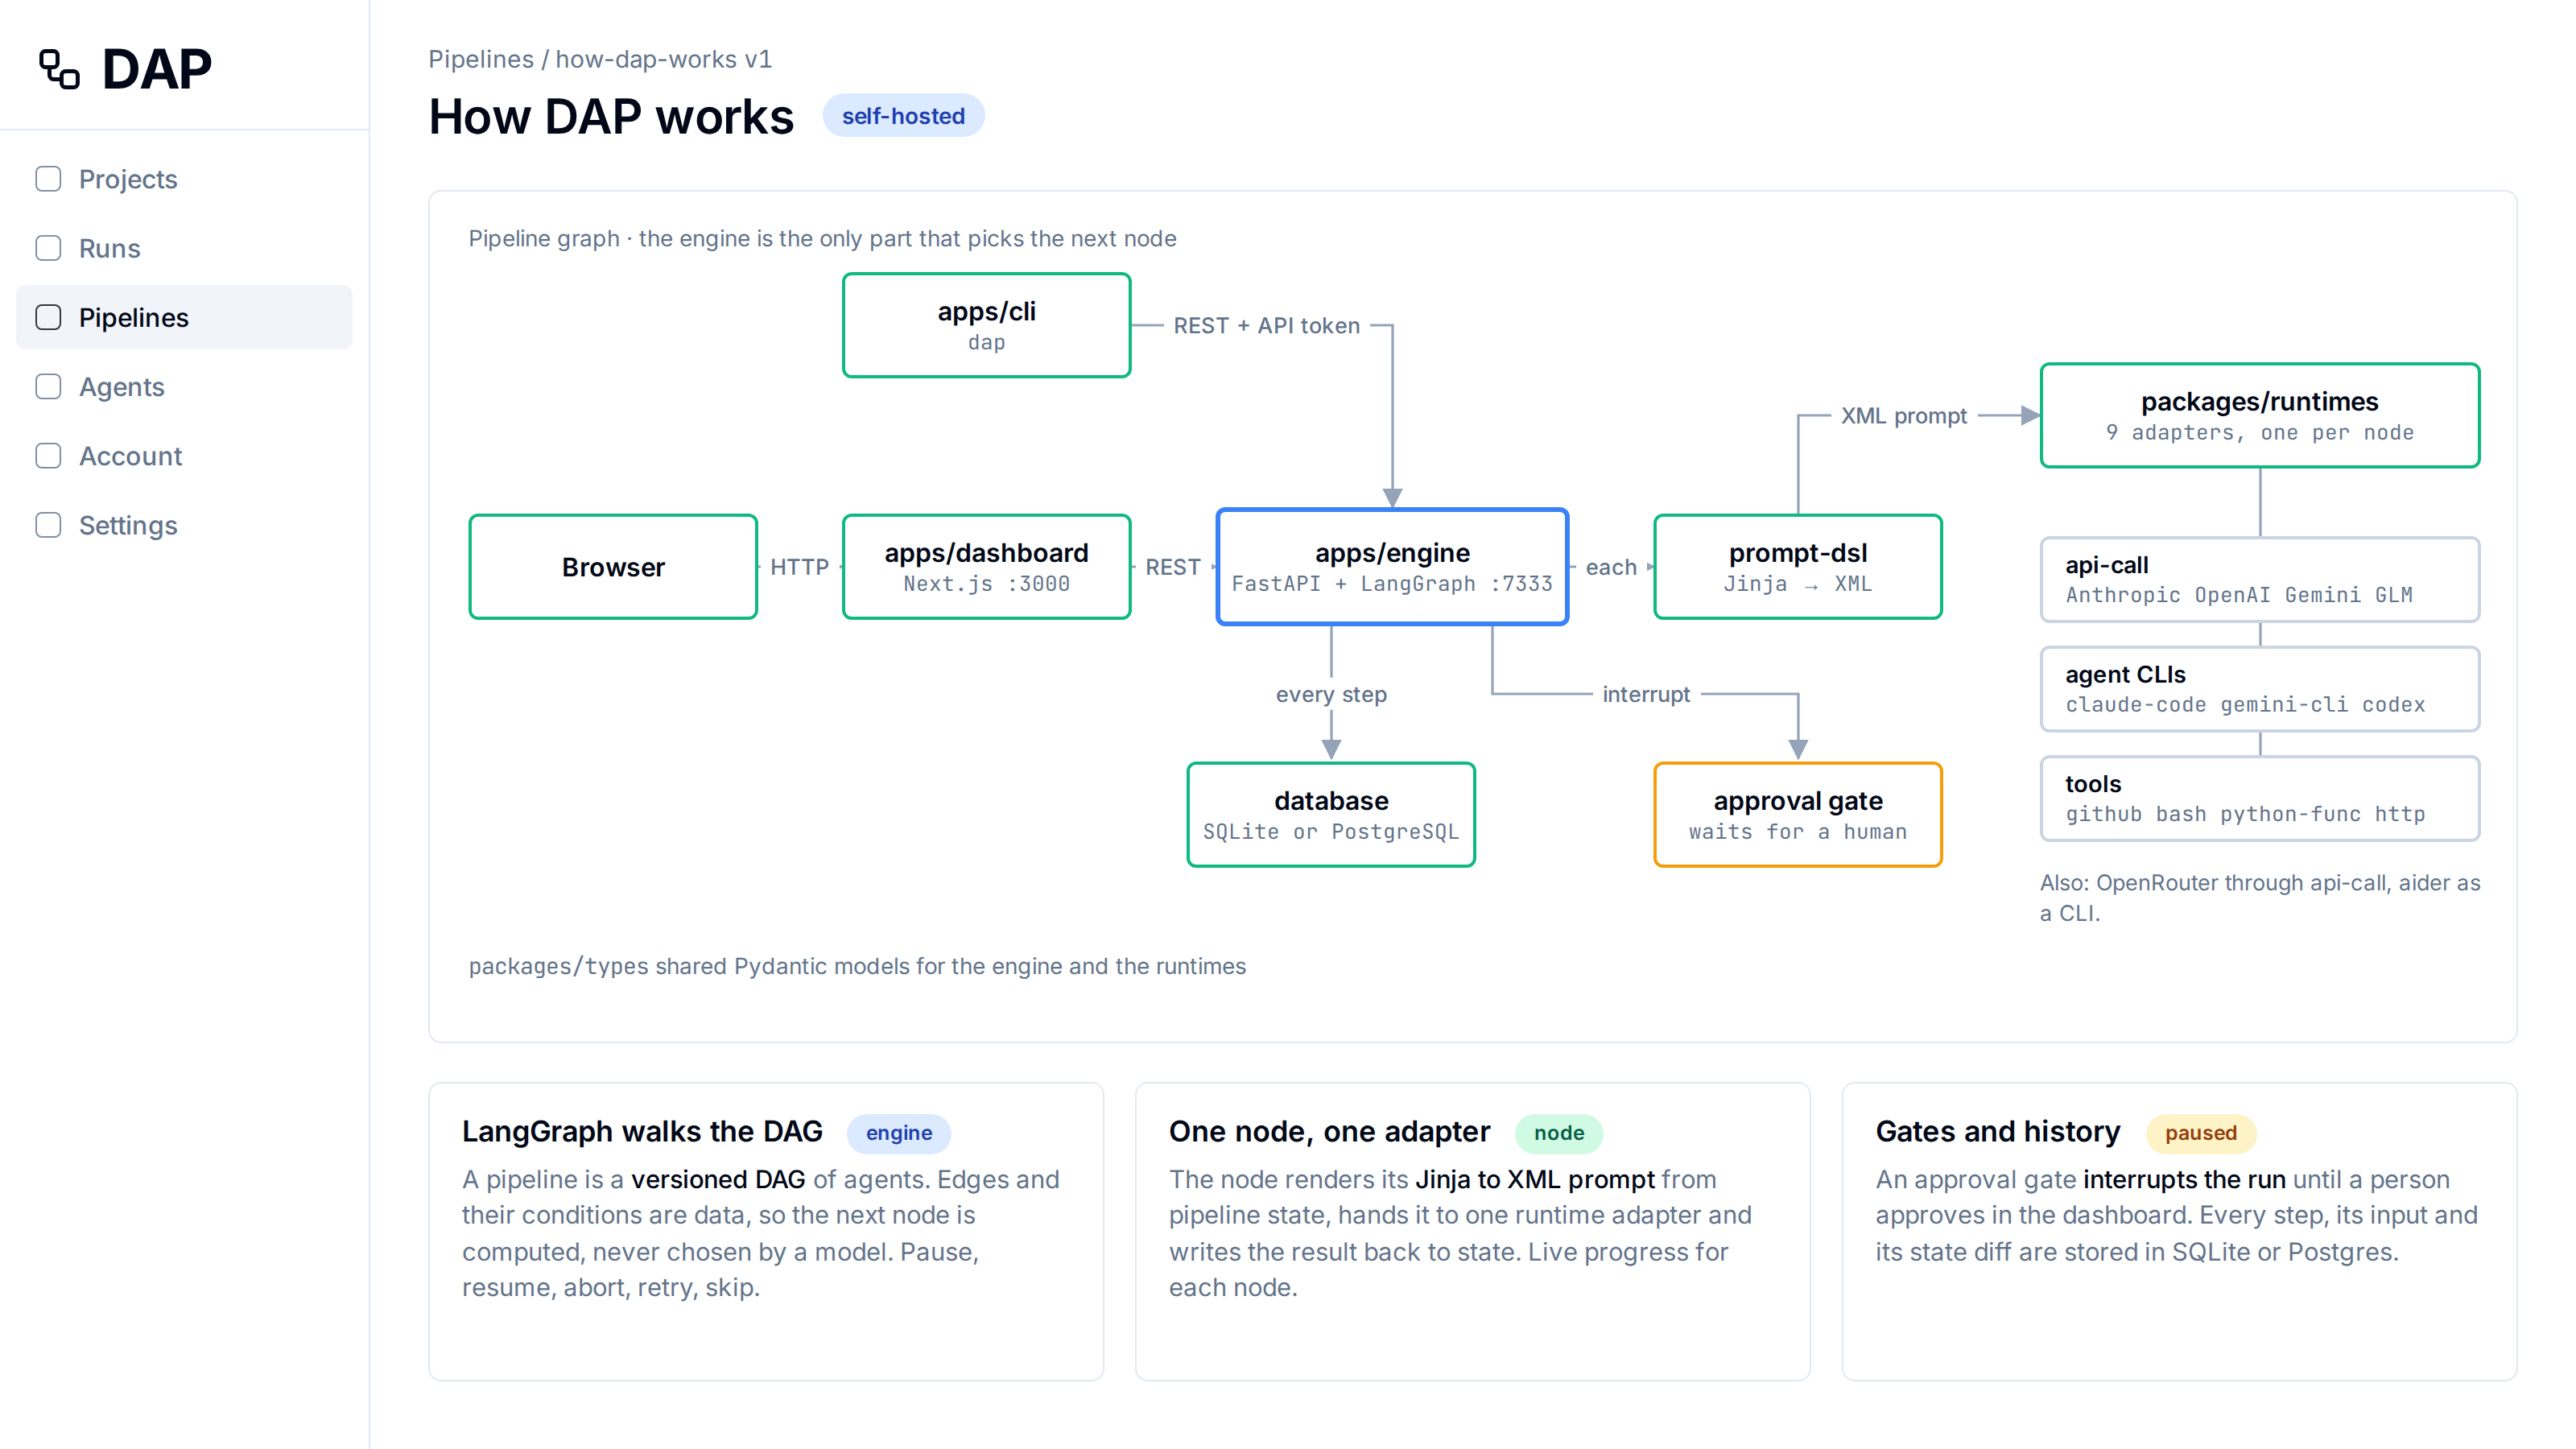 DAP
Projects
Runs
Pipelines
Agents
Account
Settings
Pipelines / how-dap-works v1
How DAP works
self-hosted
Pipeline graph · the engine is the only part that picks the next node
apps/cli
dap
REST + API token
XML prompt
packages/runtimes
9 adapters, one per node
Browser
HTTP
apps/dashboard
Next.js :3000
REST
apps/engine
FastAPI + LangGraph :7333
each
prompt-dsl
Jinja → XML
api-call
Anthropic OpenAI Gemini GLM
agent CLIs
claude-code gemini-cli codex
tools
github bash python-func http
every step
interrupt
database
SQLite or PostgreSQL
approval gate
waits for a human
Also: OpenRouter through api-call, aider as
a CLI.
packages/types shared Pydantic models for the engine and the runtimes
LangGraph walks the DAG
engine
A pipeline is a versioned DAG of agents. Edges and
their conditions are data, so the next node is
computed, never chosen by a model. Pause,
resume, abort, retry, skip.
One node, one adapter
node
The node renders its Jinja to XML prompt from
pipeline state, hands it to one runtime adapter and
writes the result back to state. Live progress for
each node.
Gates and history
paused
An approval gate interrupts the run until a person
approves in the dashboard. Every step, its input and
its state diff are stored in SQLite or Postgres.